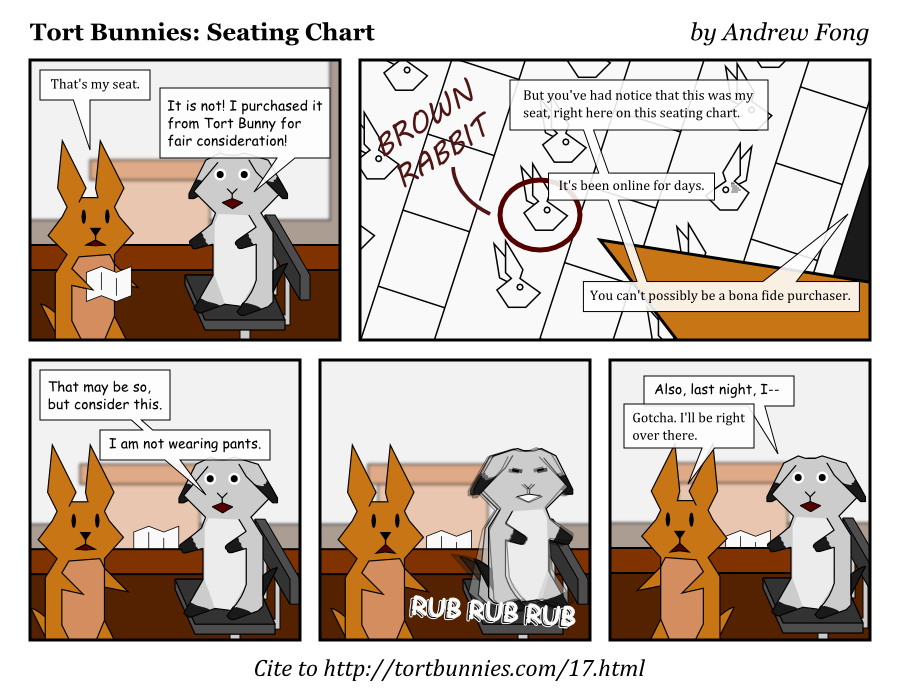 Tort Bunnies: Seating Chart
by Andrew Fong
That's my seat.
It is not! I purchased it
from Tort Bunny for
fair consideration!
BROWN
RABBIT
But you've had notice that this was my
seat, right here on this seating chart.
It's been online for days.
You can't possibly be a bona fide purchaser.
That may be so,
but consider this.
I am not wearing pants.
RUB RUB RUB
Also, last night, I--
Gotcha. I'll be right
over there.
Cite to http://tortbunnies.com/17.html